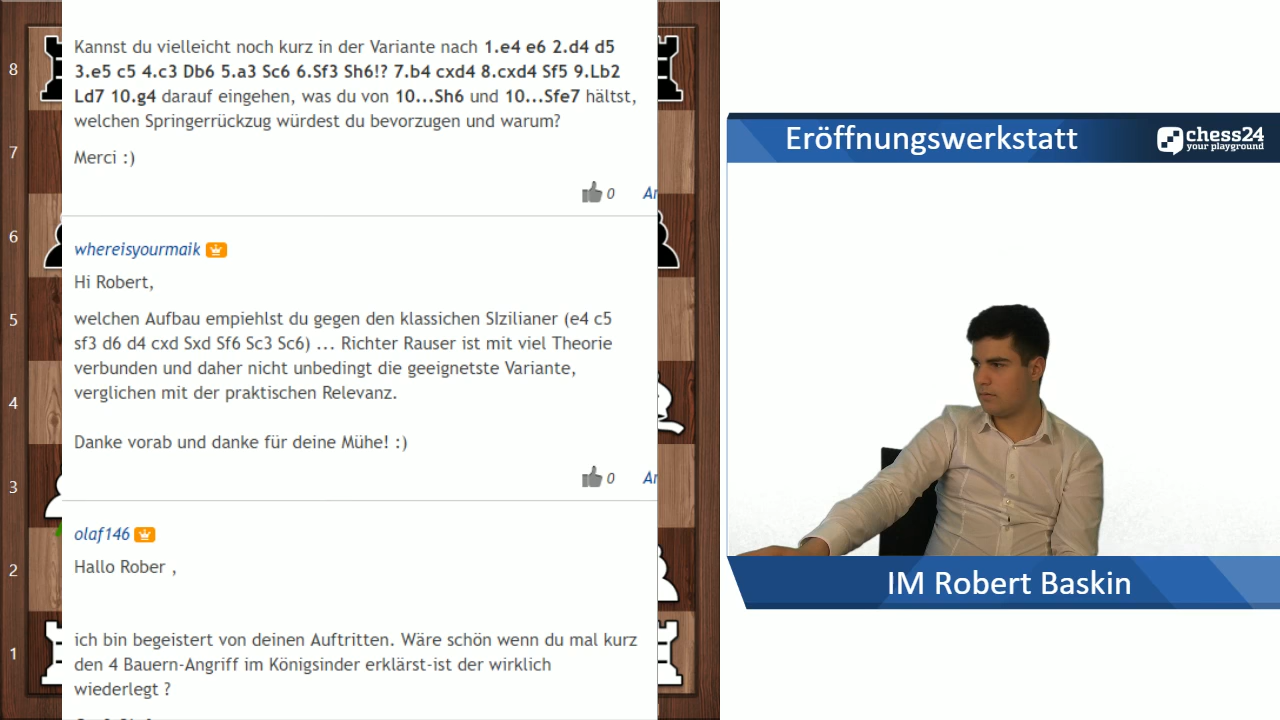 Kannst du vielleicht noch kurz in der Variante nach 1.e4 e6 2.d4 d5
3.e5 c5 4.c3 Db6 5.a3 Sc6 6.Sf3 Sh6!? 7.b4 cxd4 8.cxd4 Sf5 9.Lb2
Ld7 10.g4 darauf eingehen, was du von 10...Sh6 und 10...Sfe7 hältst,
welchen Springerrückzug würdest du bevorzugen und warum?
Merci :)
0
whereisyourmaik
Hi Robert,
welchen Aufbau empiehlst du gegen den klassichen SIzilianer (e4 c5
sf3 d6 d4 cxd Sxd Sf6 Sc3 Sc6) ... Richter Rauser ist mit viel Theorie
verbunden und daher nicht unbedingt die geeignetste Variante,
verglichen mit der praktischen Relevanz.
Danke vorab und danke für deine Mühe! :)
0
olaf146
Hallo Rober ,
ich bin begeistert von deinen Auftritten. Wäre schön wenn du mal kurz
den 4 Bauern-Angriff im Königsinder erklärst-ist der wirklich
wiederlegt ?
8
7
6
5
4
3
2
1
Eröffnungswerkstatt
chess24
your playground
IM Robert Baskin